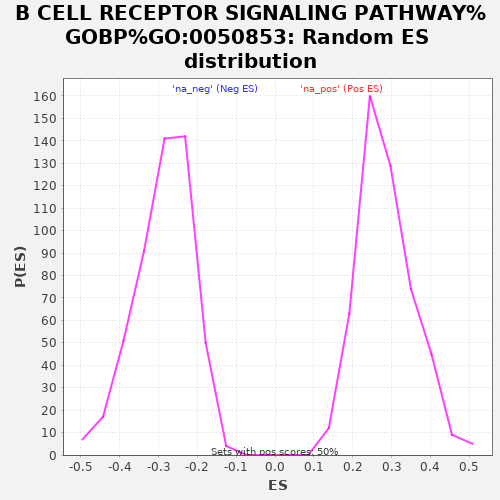 B CELL RECEPTOR SIGNALING PATHWAY%
GOBP%GO:0050853: Random ES
distribution
'na_neg' (Neg ES) 'na_pos' (Pos ES)
160
150
140
130
120
110
100
90
80
70
60
50
40
30
20
10
0
P(ES)
Sets with pos scores: 50%
-0.5 -0.4 -0.3 -0.2 -0.1 0.0 0.1 0.2 0.3 0.4 0.5
ES